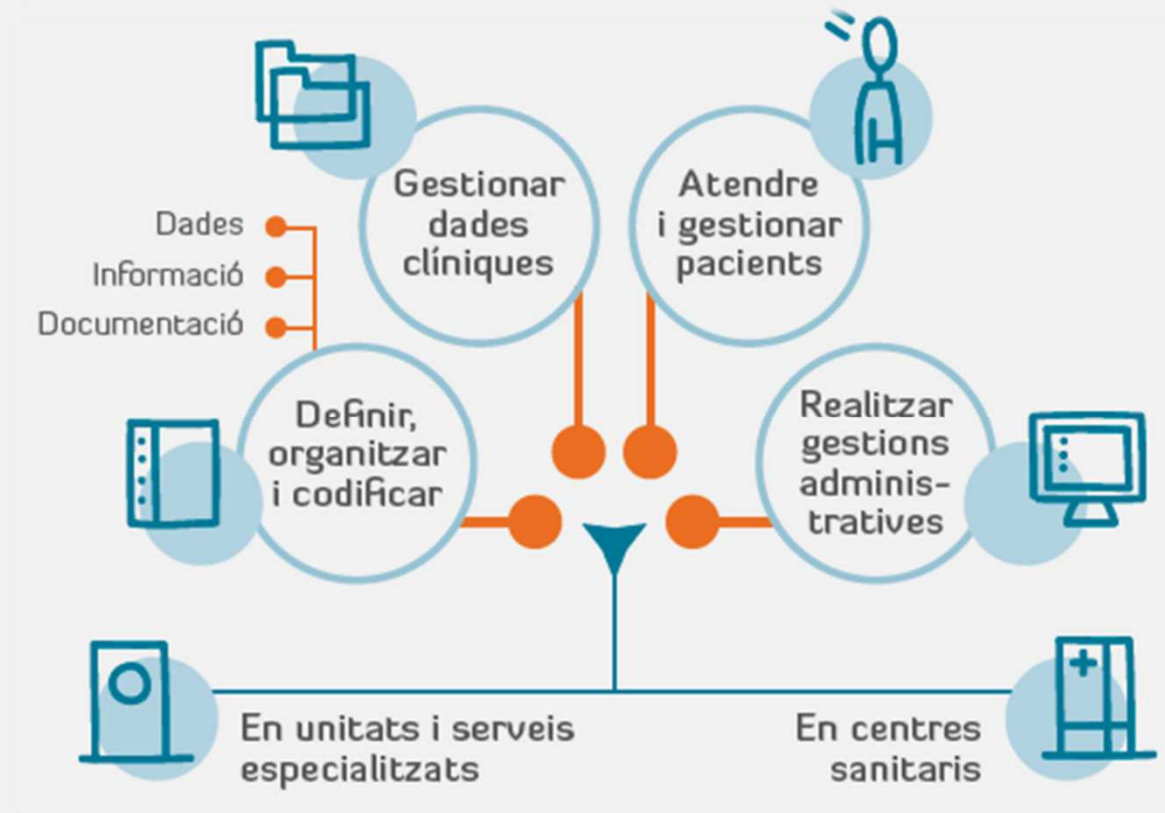 Gestionar
dades
clíniques
Atendre
i gestionar
pacients
Dades
Informació
Documentació
Definir,
organitzar
i codificar
Realitzar
gestions
adminis-
tratives
En unitats i serveis
especialitzats
En centres
sanitaris